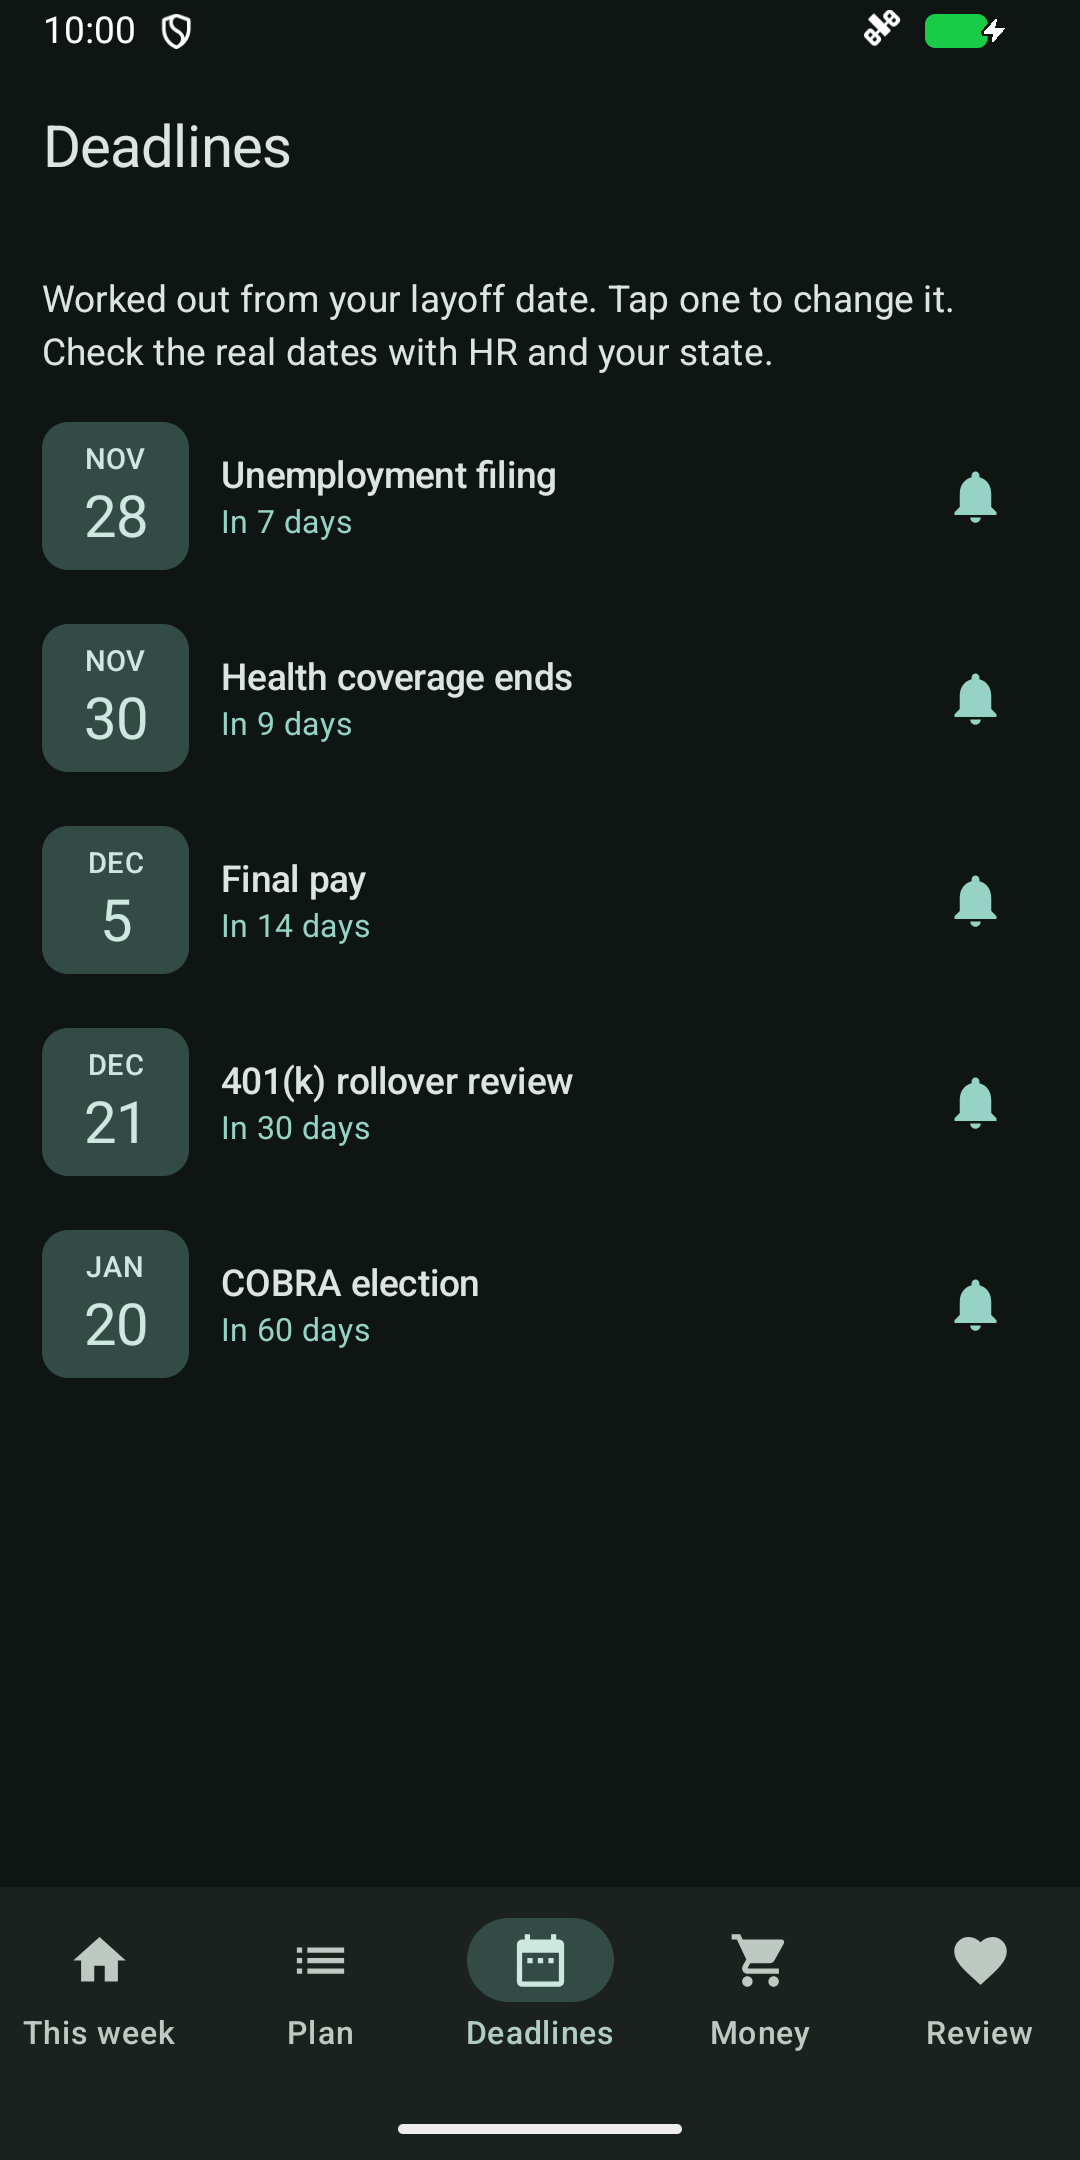 10:00
Deadlines
Worked out from your layoff date. Tap one to change it.
Check the real dates with HR and your state.
NOV
28
Unemployment filing
In 7 days
NOV
30
Health coverage ends
In 9 days
DEC
5
Final pay
In 14 days
DEC
21
401(k) rollover review
In 30 days
JAN
20
COBRA election
In 60 days
This week
Plan
Deadlines
Money
Review